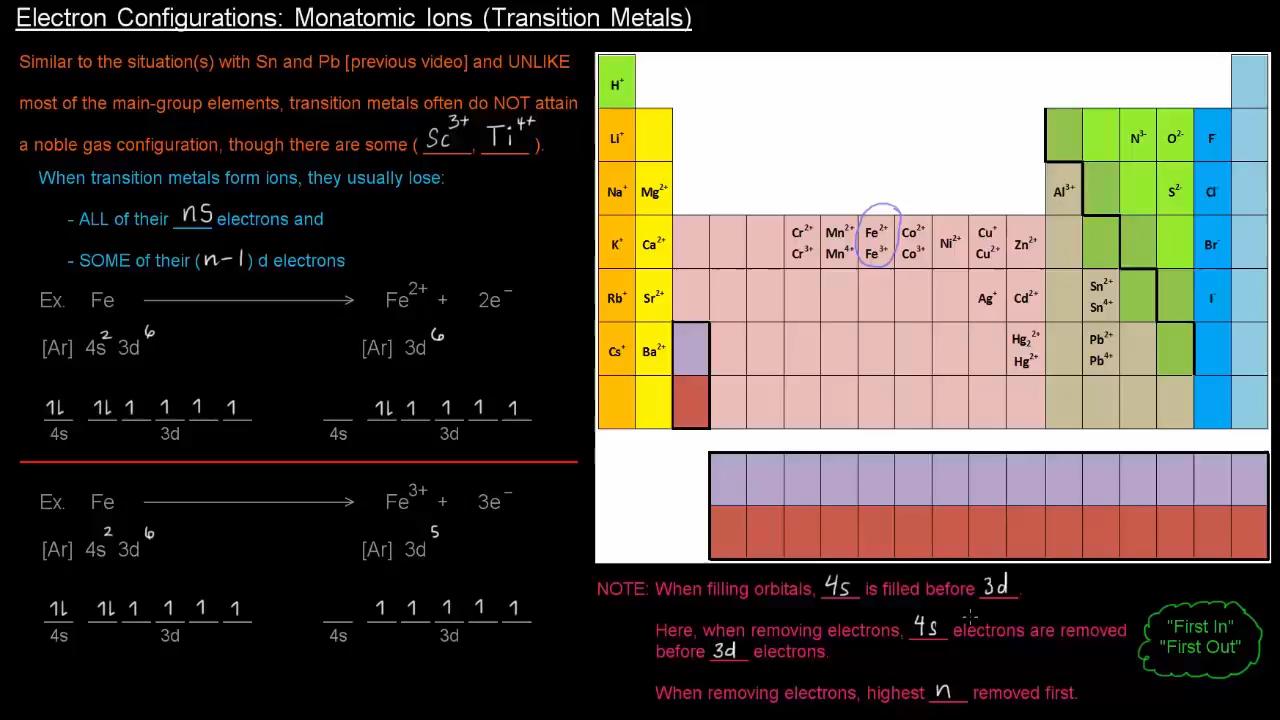 Electron Configurations: Monatomic Ions (Transition Metals)
Similar to the situation(s) with Sn and Pb [previous video] and UNLIKE
most of the main-group elements, transition metals often do NOT attain
a noble gas configuration, though there are some ( Sc³⁺, Ti⁴⁺ ).
When transition metals form ions, they usually lose:
- ALL of their ns electrons and
- SOME of their (n-1) d electrons
Ex. Fe ⟶ Fe²⁺ + 2e⁻
[Ar] 4s² 3d⁶ [Ar] 3d⁶
1L 1L 1 1 1 1 1L 1 1 1 1
4s 3d 4s 3d
Ex. Fe ⟶ Fe³⁺ + 3e⁻
[Ar] 4s² 3d⁶ [Ar] 3d⁵
1L 1L 1 1 1 1 1 1 1 1 1
4s 3d 4s 3d
H⁺
Li⁺ N³⁻ O²⁻ F⁻
Na⁺ Mg²⁺ Al³⁺ S²⁻ Cl⁻
K⁺ Ca²⁺ Cr²⁺ Cr³⁺ Mn²⁺ Mn⁴⁺ Fe²⁺ Fe³⁺ Co²⁺ Co³⁺ Ni²⁺ Cu⁺ Cu²⁺ Zn²⁺ Br⁻
Rb⁺ Sr²⁺ Ag⁺ Cd²⁺ Sn²⁺ Sn⁴⁺ I⁻
Cs⁺ Ba²⁺ Hg₂²⁺ Hg²⁺ Pb²⁺ Pb⁴⁺
NOTE: When filling orbitals, 4s is filled before 3d.
Here, when removing electrons, 4s electrons are removed
before 3d electrons.
When removing electrons, highest n removed first.
"First In"
"First Out"